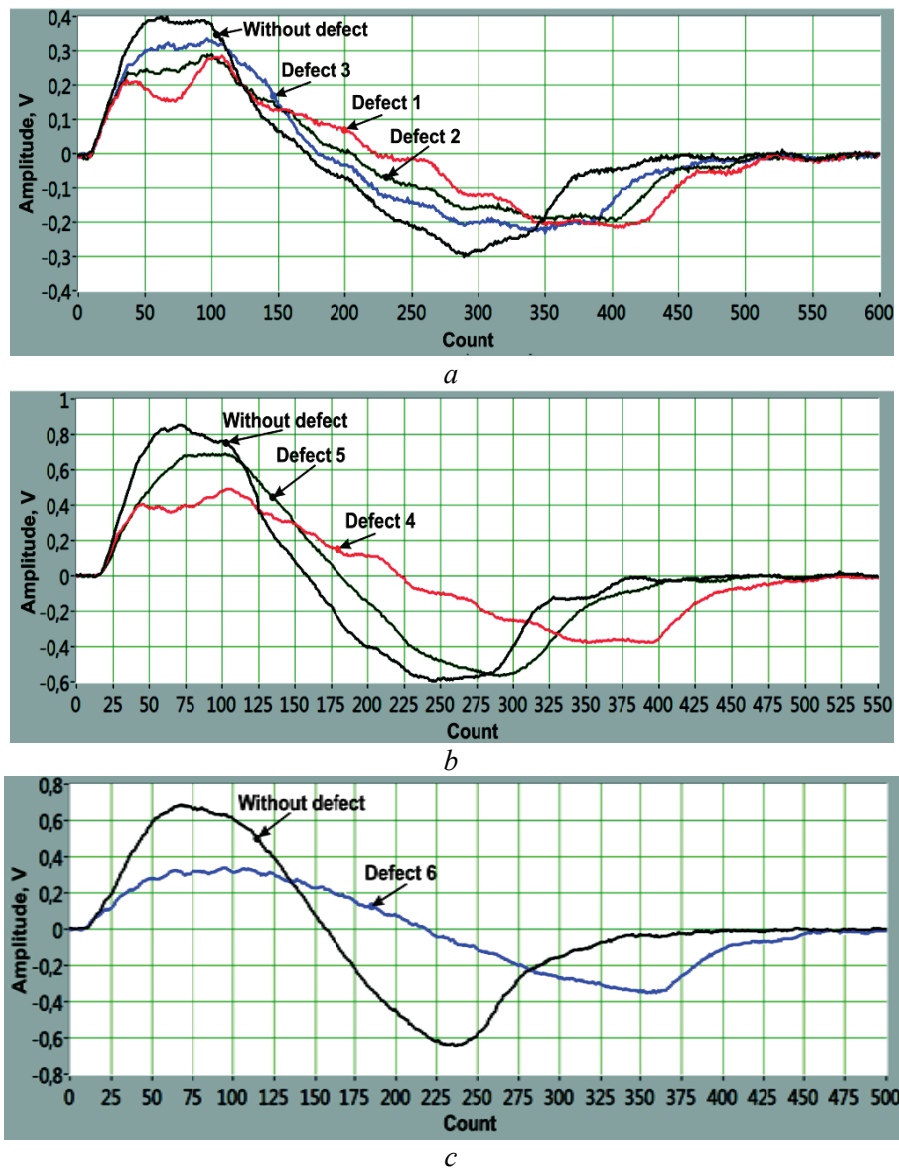 0,4
0,3
0,2
0,1
0
-0,1
-0,2
-0,3
-0,4
Amplitude, V
Without defect
Defect 3
Defect 1
Defect 2
0 50 100 150 200 250 300 350 400 450 500 550 600
Count
a
1
0,8
0,6
0,4
0,2
0
-0,2
-0,4
-0,6
Amplitude, V
Without defect
Defect 5
Defect 4
0 25 50 75 100 125 150 175 200 225 250 275 300 325 350 375 400 425 450 475 500 525 550
Count
b
0,8
0,6
0,4
0,2
0
-0,2
-0,4
-0,6
-0,8
Amplitude, V
Without defect
Defect 6
0 25 50 75 100 125 150 175 200 225 250 275 300 325 350 375 400 425 450 475 500
Count
c